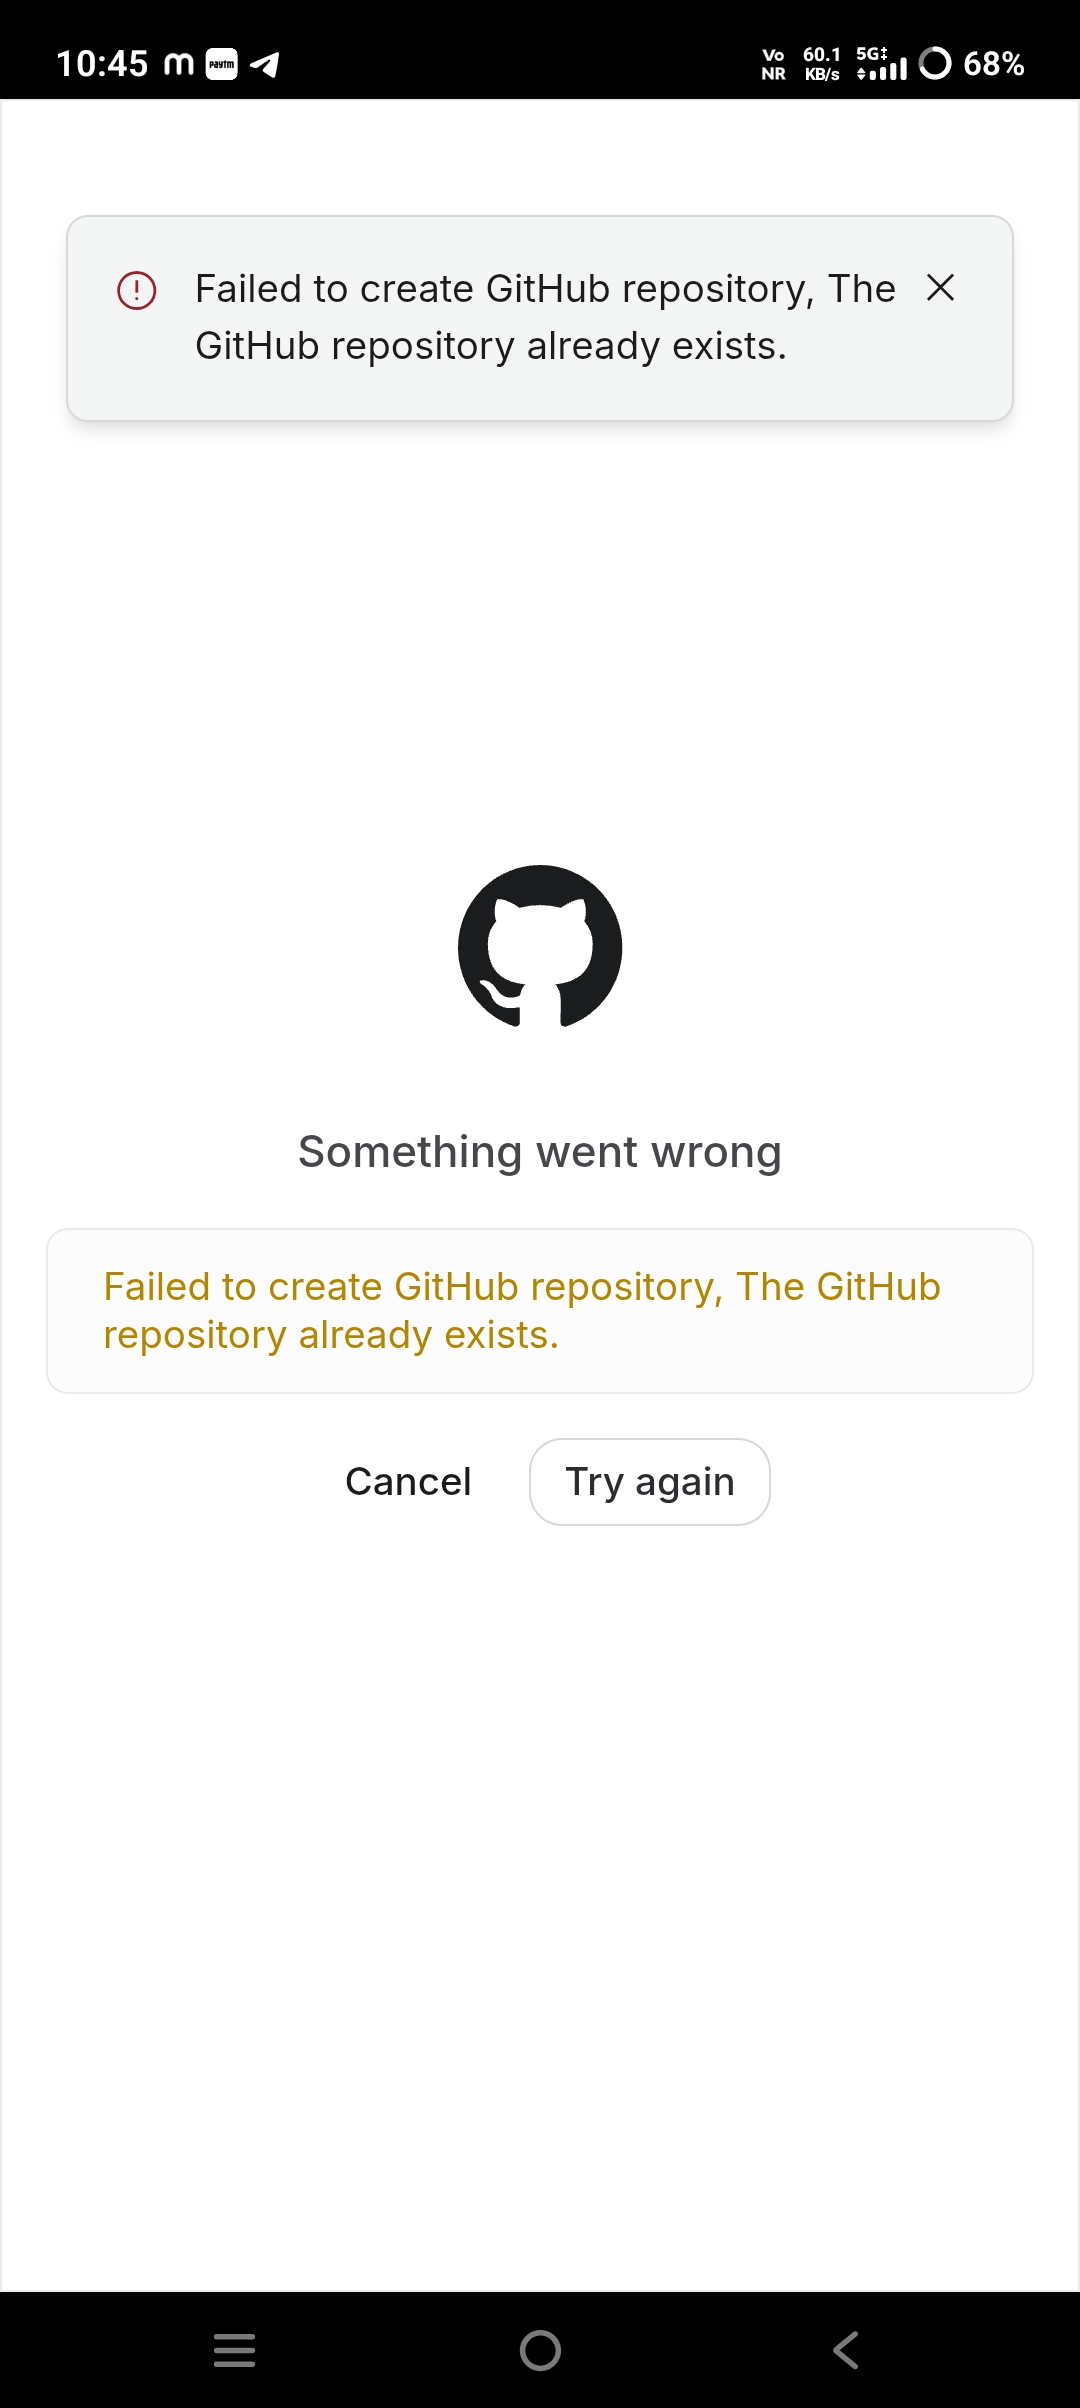 10:45 m paytm Vo NR 60.1 KB/s 5G 68%
Failed to create GitHub repository, The
GitHub repository already exists.
Something went wrong
Failed to create GitHub repository, The GitHub
repository already exists.
Cancel Try again